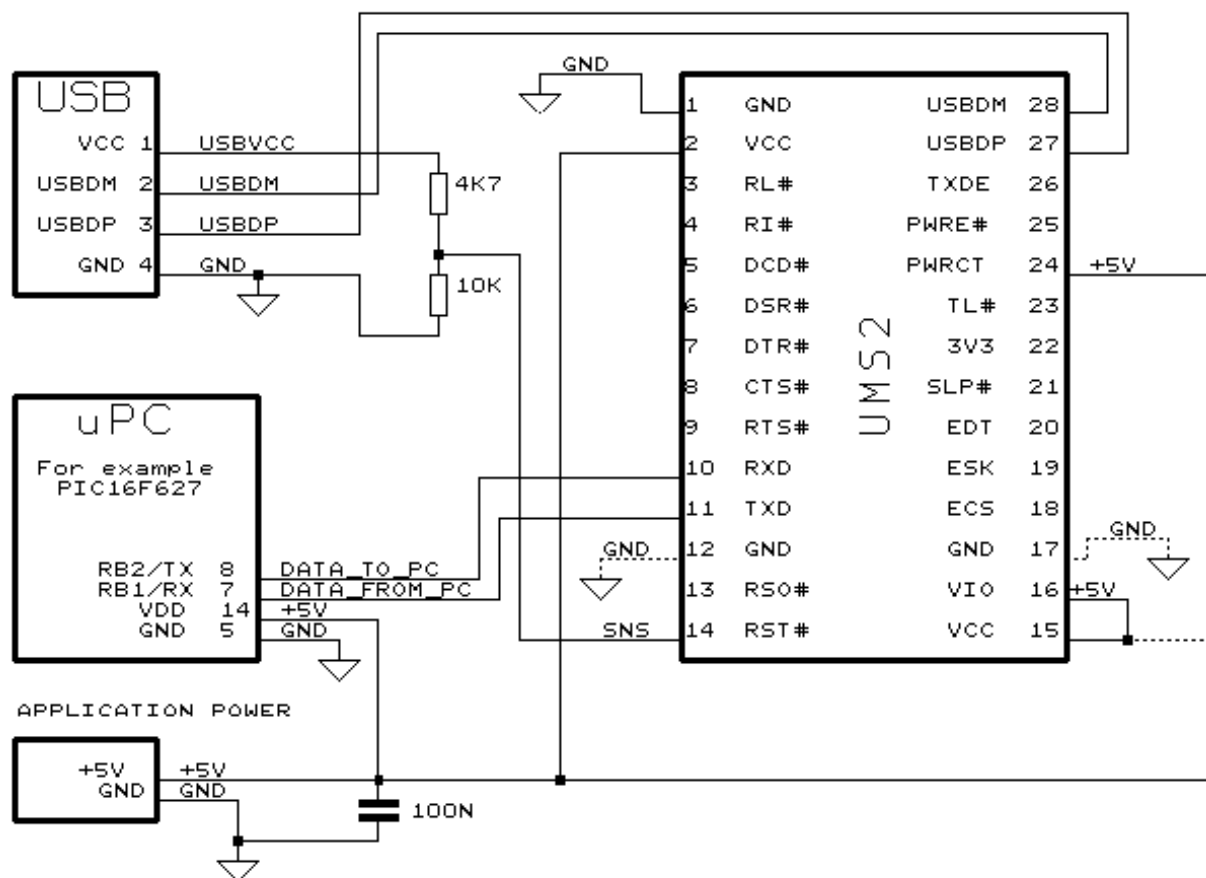 USB
VCC 1 USBVCC
USBDM 2 USBDM
USBDP 3 USBDP
GND 4 GND
4K7
10K
uPC
For example
PIC16F627
RB2/TX 8 DATA_TO_PC
RB1/RX 7 DATA_FROM_PC
VDD 14 +5V
GND 5 GND
APPLICATION POWER
+5V +5V
GND GND
100N
GND
UMS2
1 GND USBDM 28
2 VCC USBDP 27
3 RL# TXDE 26
4 RI# PWRE# 25
5 DCD# PWRCT 24 +5V
6 DSR# TL# 23
7 DTR# 3V3 22
8 CTS# SLP# 21
9 RTS# EDT 20
10 RXD ESK 19
11 TXD ECS 18
GND 12 GND GND 17 GND
13 RSO# VIO 16 +5V
SNS 14 RST# VCC 15